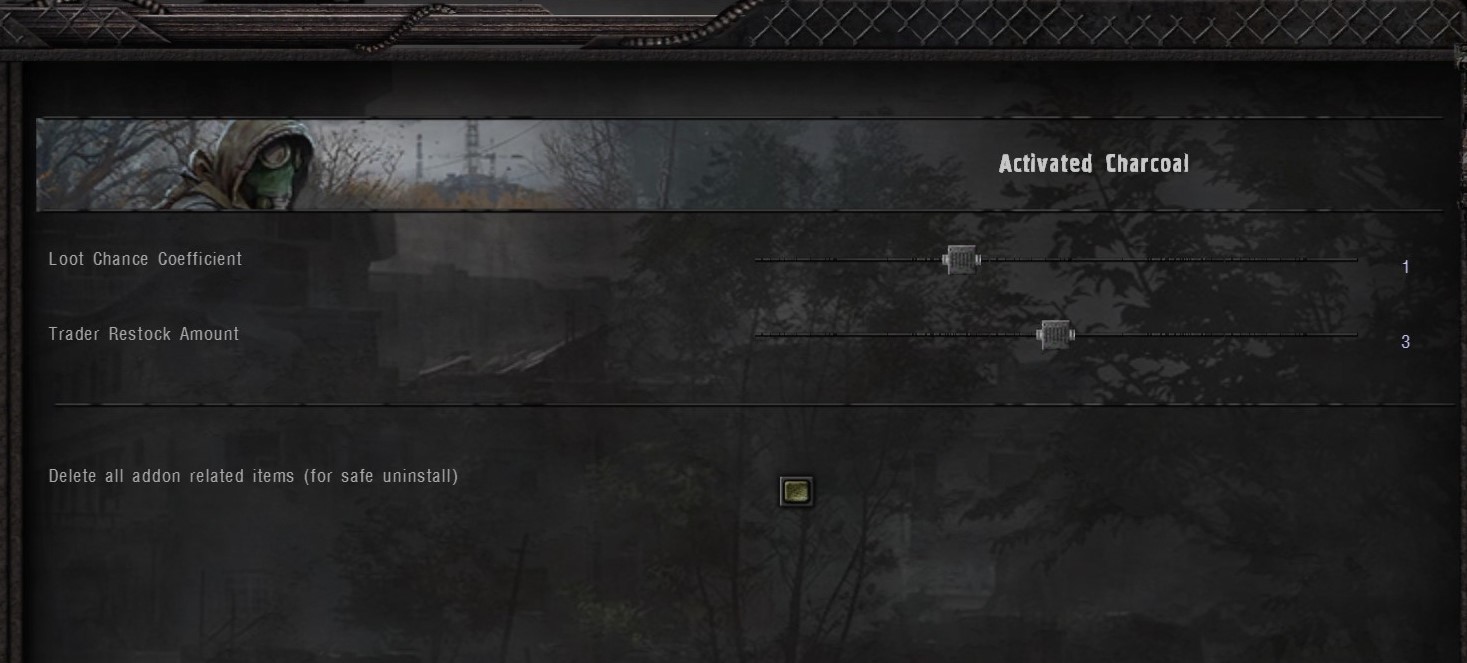 Activated Charcoal
Loot Chance Coefficient
1
Trader Restock Amount
3
Delete all addon related items (for safe uninstall)